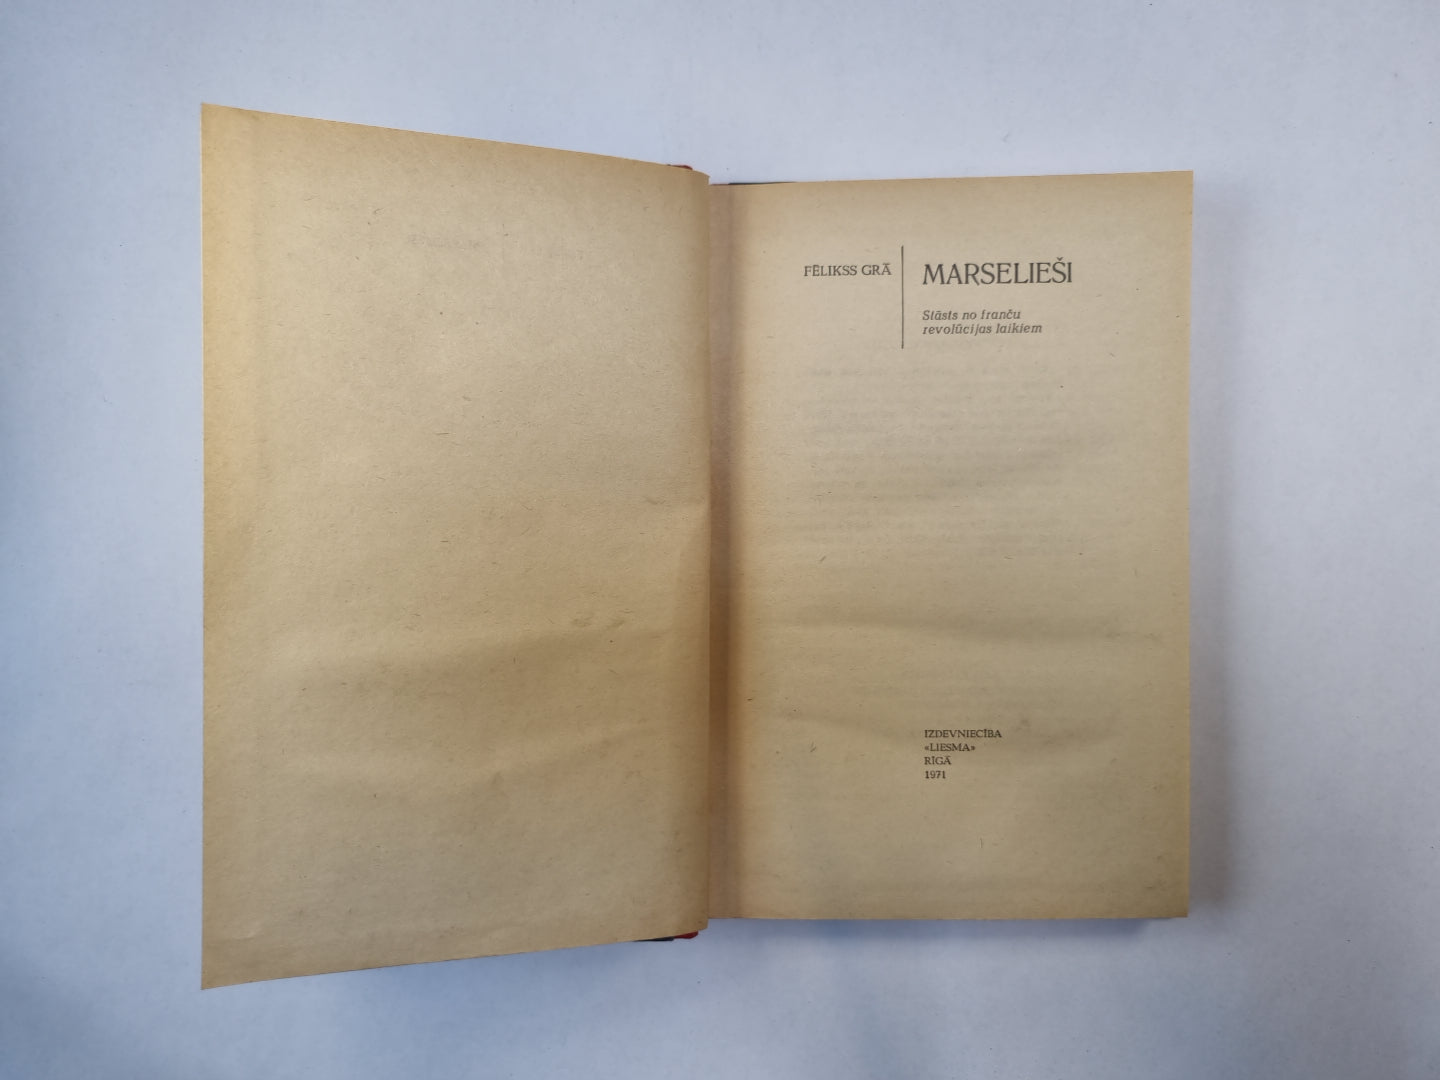 FĒLIKSS GRĀ
MARSELIEŠI
Stāsts no franču
revolūcijas laikiem
IZDEVNIECĪBA
«LIESMA»
RĪGĀ
1971